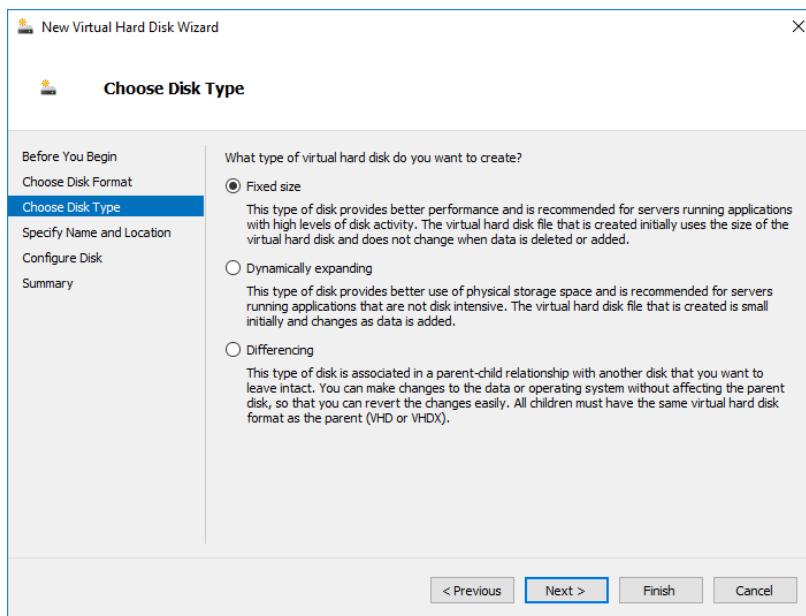 New Virtual Hard Disk Wizard
Choose Disk Type
Before You Begin
Choose Disk Format
Choose Disk Type
Specify Name and Location
Configure Disk
Summary
What type of virtual hard disk do you want to create?
Fixed size
This type of disk provides better performance and is recommended for servers running applications
with high levels of disk activity. The virtual hard disk file that is created initially uses the size of the
virtual hard disk and does not change when data is deleted or added.
Dynamically expanding
This type of disk provides better use of physical storage space and is recommended for servers
running applications that are not disk intensive. The virtual hard disk file that is created is small
initially and changes as data is added.
Differencing
This type of disk is associated in a parent-child relationship with another disk that you want to
leave intact. You can make changes to the data or operating system without affecting the parent
disk, so that you can revert the changes easily. All children must have the same virtual hard disk
format as the parent (VHD or VHDX).
< Previous
Next >
Finish
Cancel